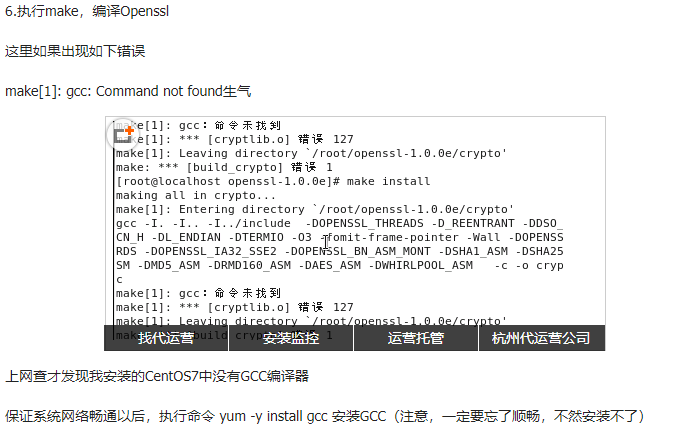 6.执行make，编译Openssl
这里如果出现如下错误
make[1]: gcc: Command not found生气
make[1]: gcc：命令未找到
make[1]: *** [cryptlib.o] 错误 127
make[1]: Leaving directory `/root/openssl-1.0.0e/crypto'
make: *** [build_crypto] 错误 1
[root@localhost openssl-1.0.0e]# make install
making all in crypto...
make[1]: Entering directory `/root/openssl-1.0.0e/crypto'
gcc -I. -I.. -I../include  -DOPENSSL_THREADS -D_REENTRANT -DDSO_
CN_H -DL_ENDIAN -DTERMIO -O3 -fomit-frame-pointer -Wall -DOPENSS
RDS -DOPENSSL_IA32_SSE2 -DOPENSSL_BN_ASM_MONT -DSHA1_ASM -DSHA25
SM -DMD5_ASM -DRMD160_ASM -DAES_ASM -DWHIRLPOOL_ASM   -c -o cryp
c
make[1]: gcc：命令未找到
make[1]: *** [cryptlib.o] 错误 127
make[1]: Leaving directory `/root/openssl-1.0.0e/crypto'
找代运营 安装监控 运营托管 杭州代运营公司
上网查才发现我安装的CentOS7中没有GCC编译器
保证系统网络畅通以后，执行命令 yum -y install gcc 安装GCC（注意，一定要忘了顺畅，不然安装不了）